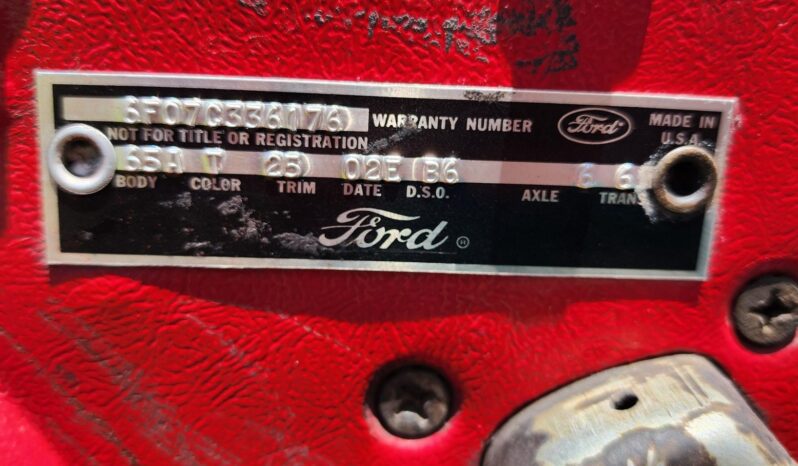 6F07C336176 WARRANTY NUMBER Ford MADE IN U.S.A.
NOT FOR TITLE OR REGISTRATION
65A T 25 02E B6 6 6
BODY COLOR TRIM DATE D.S.O. AXLE TRANS
Ford